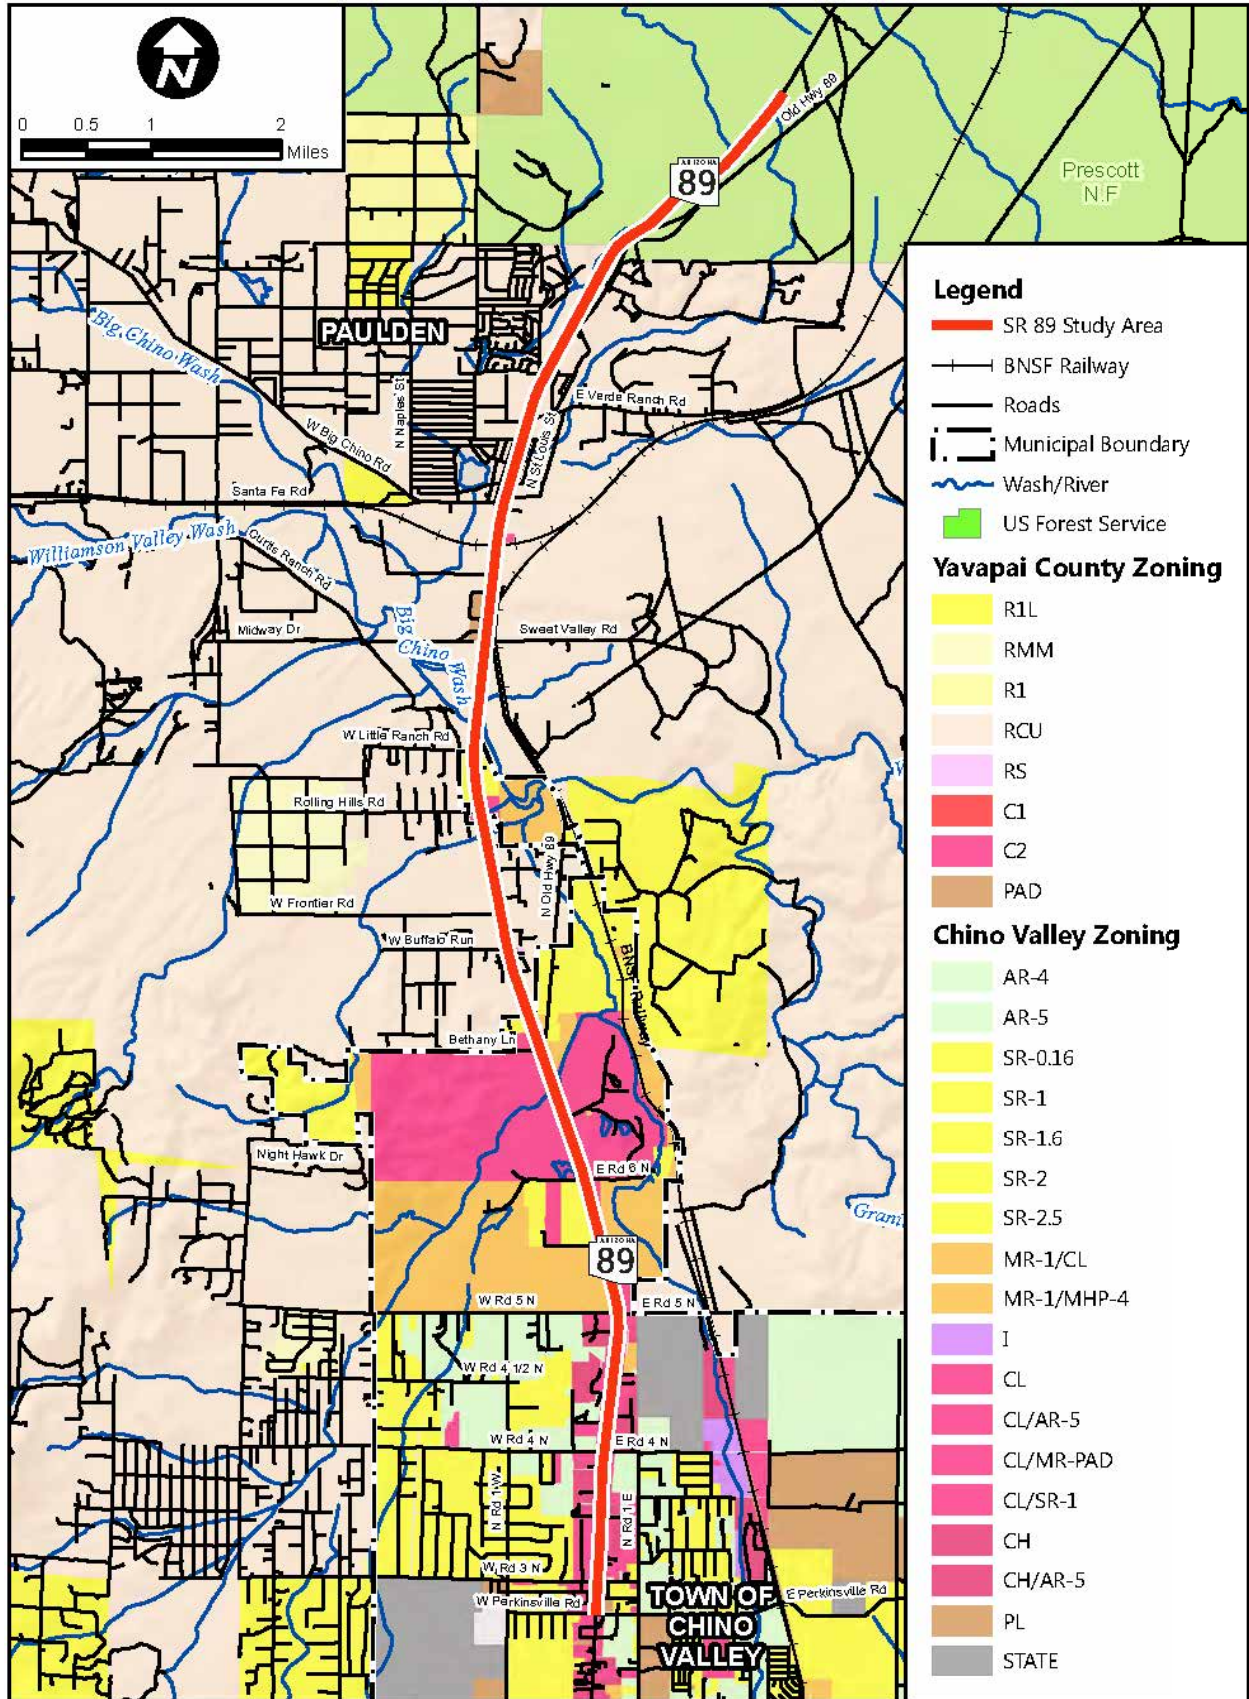 N
0 0.5 1 2
Miles
Old Hwy 89
ARIZONA
89
Prescott
N.F
PAULDEN
Big Chino Wash
N Naples St
E Verde Ranch Rd
W Big Chino Rd
N St Louis St
Santa Fe Rd
Williamson Valley Wash
Curtis Ranch Rd
Midway Dr
Big
Chino Wash
Sweet Valley Rd
W Little Ranch Rd
Rolling Hills Rd
N Old Hwy 89
W Frontier Rd
W Buffalo Run
BNSF Railway
Bethany Ln
Night Hawk Dr
E Rd 6 N
Grani
ARIZONA
89
W Rd 5 N
E Rd 5 N
W Rd 4 1/2 N
W Rd 4 N
E Rd 4 N
N Rd 1 W
N Rd 1 E
W Rd 3 N
W Perkinsville Rd
E Perkinsville Rd
TOWN OF
CHINO
VALLEY
Legend
SR 89 Study Area
BNSF Railway
Roads
Municipal Boundary
Wash/River
US Forest Service
Yavapai County Zoning
R1L
RMM
R1
RCU
RS
C1
C2
PAD
Chino Valley Zoning
AR-4
AR-5
SR-0.16
SR-1
SR-1.6
SR-2
SR-2.5
MR-1/CL
MR-1/MHP-4
I
CL
CL/AR-5
CL/MR-PAD
CL/SR-1
CH
CH/AR-5
PL
STATE